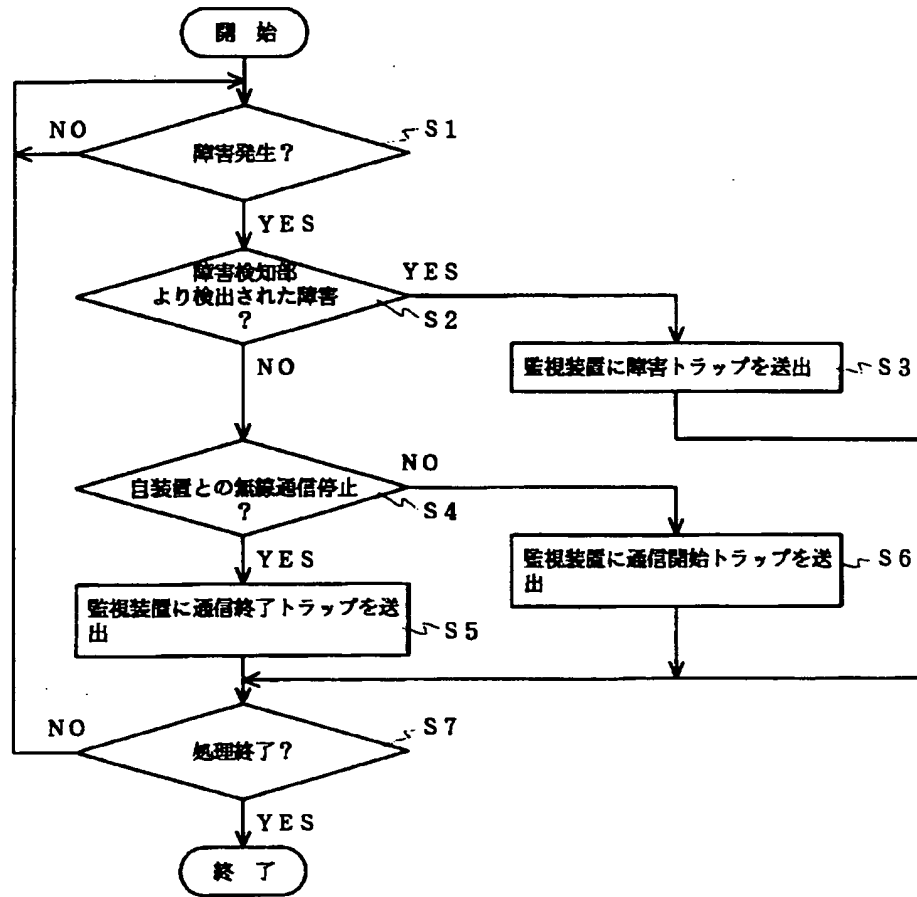 開 始
NO
S1
障害発生?
YES
障害検知部
より検出された障害
?
YES
S2
NO
監視装置に障害トラップを送出
S3
自装置との無線通信停止
?
NO
S4
YES
監視装置に通信開始トラップを送
出
S6
監視装置に通信終了トラップを送
出
S5
NO
処理終了?
S7
YES
終 了